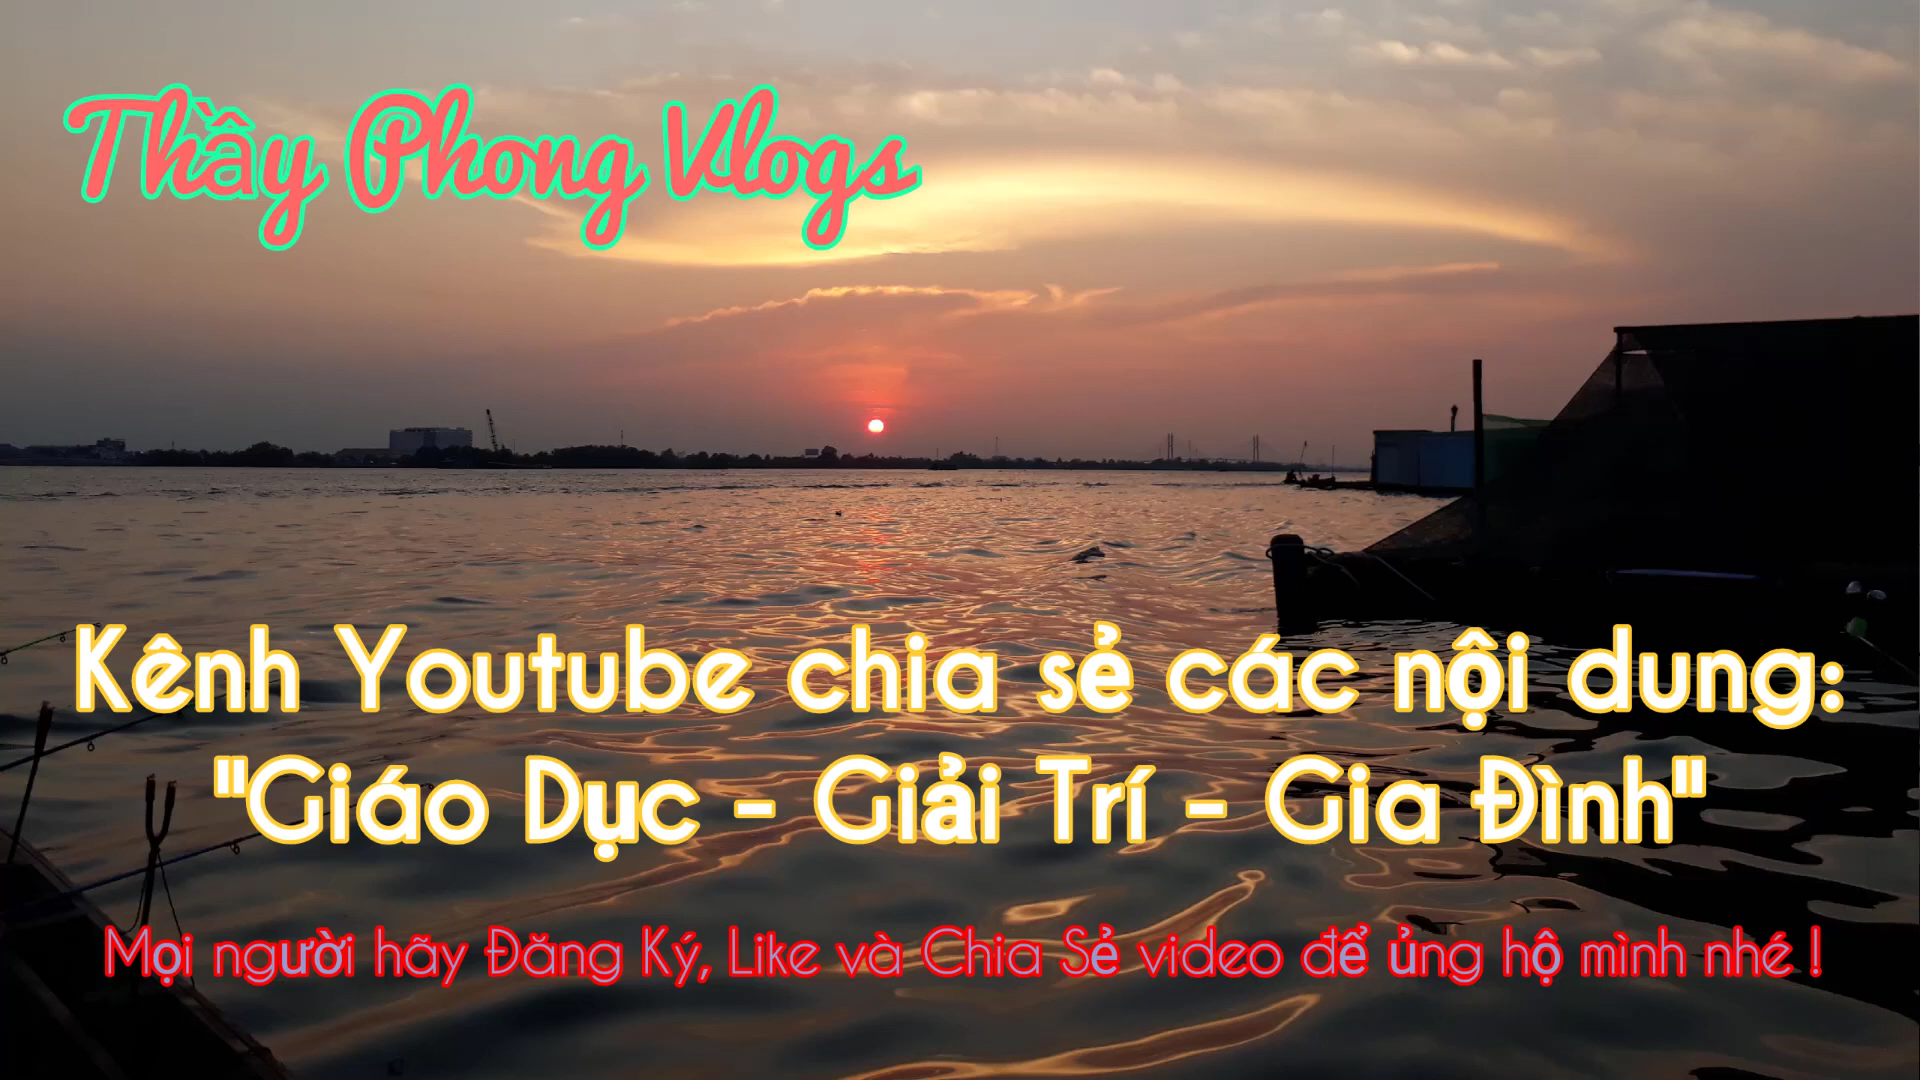 Thầy Phong Vlogs
Kênh Youtube chia sẻ các nội dung:
"Giáo Dục - Giải Trí - Gia Đình"
Mọi người hãy Đăng Ký, Like và Chia Sẻ video để ủng hộ mình nhé !